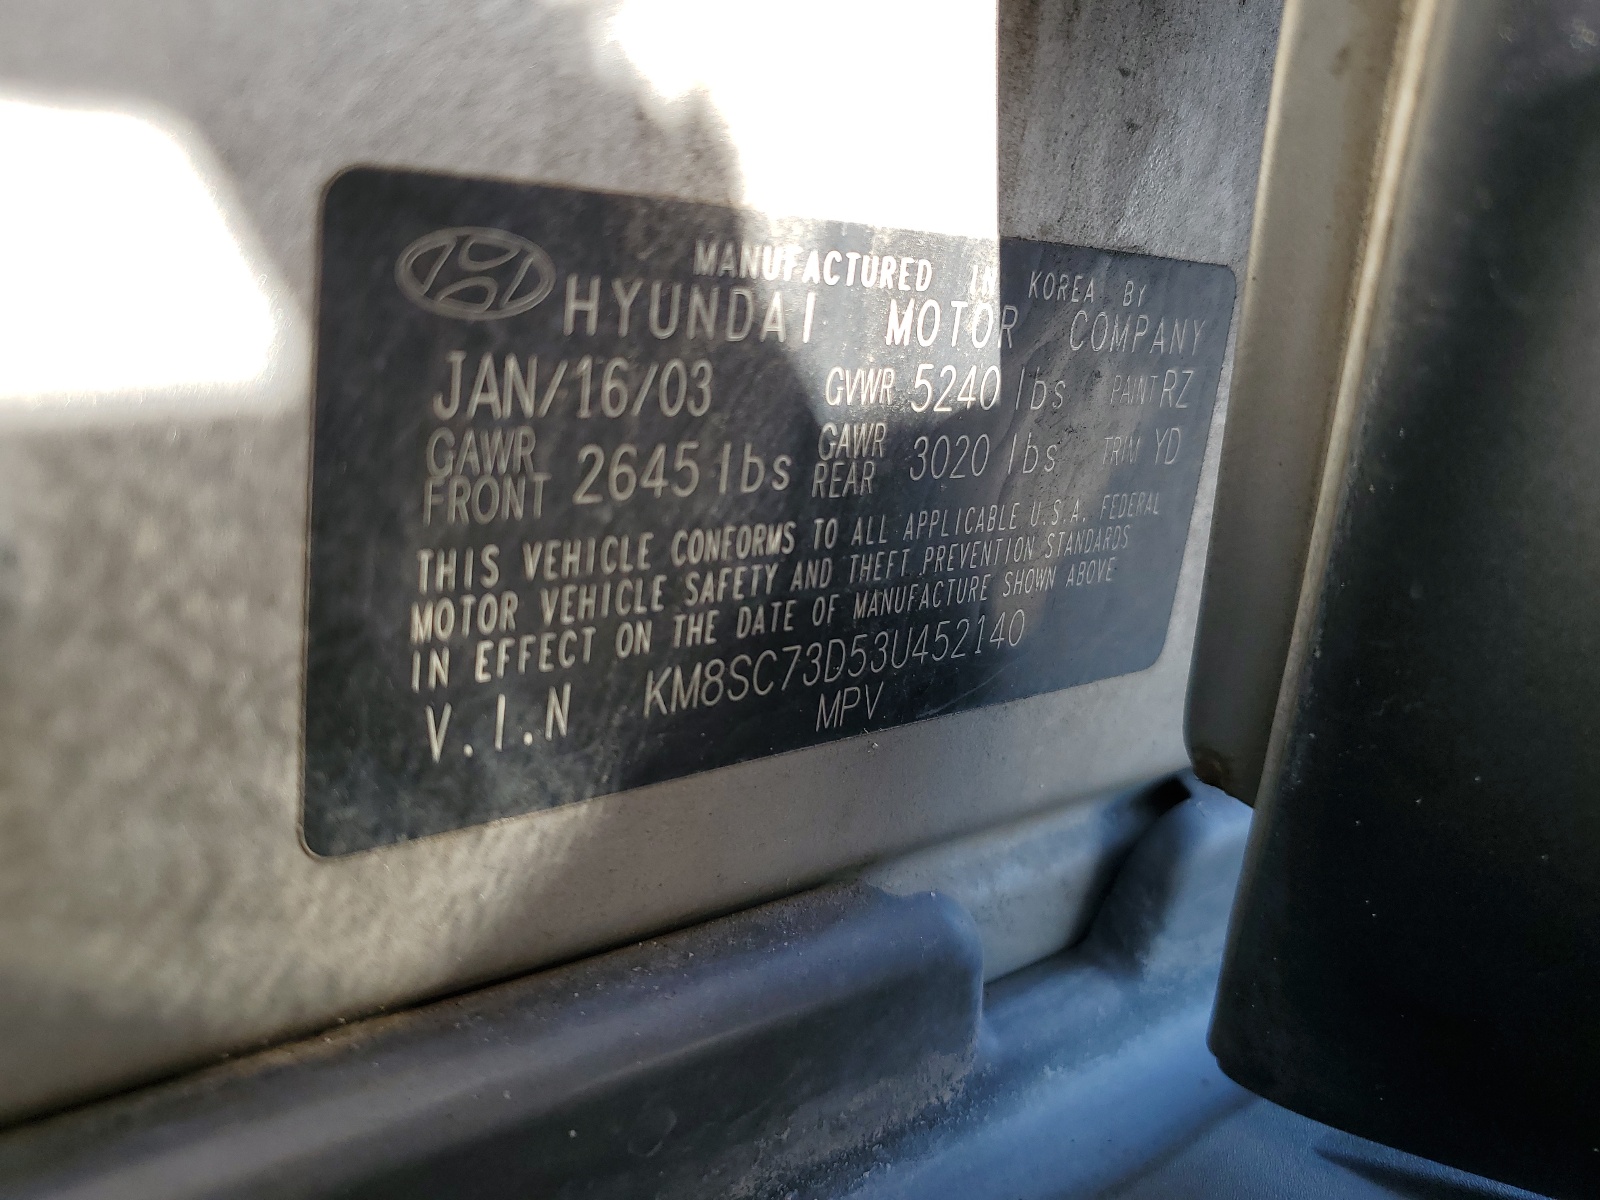 MANUFACTURED IN KOREA BY
HYUNDAI MOTOR COMPANY
JAN/16/03 GVWR 5240 lbs PAINT RZ
GAWR FRONT 2645 lbs GAWR REAR 3020 lbs TRIM YD
THIS VEHICLE CONFORMS TO ALL APPLICABLE U.S.A. FEDERAL
MOTOR VEHICLE SAFETY AND THEFT PREVENTION STANDARDS
IN EFFECT ON THE DATE OF MANUFACTURE SHOWN ABOVE
V.I.N KM8SC73D53U452140
MPV